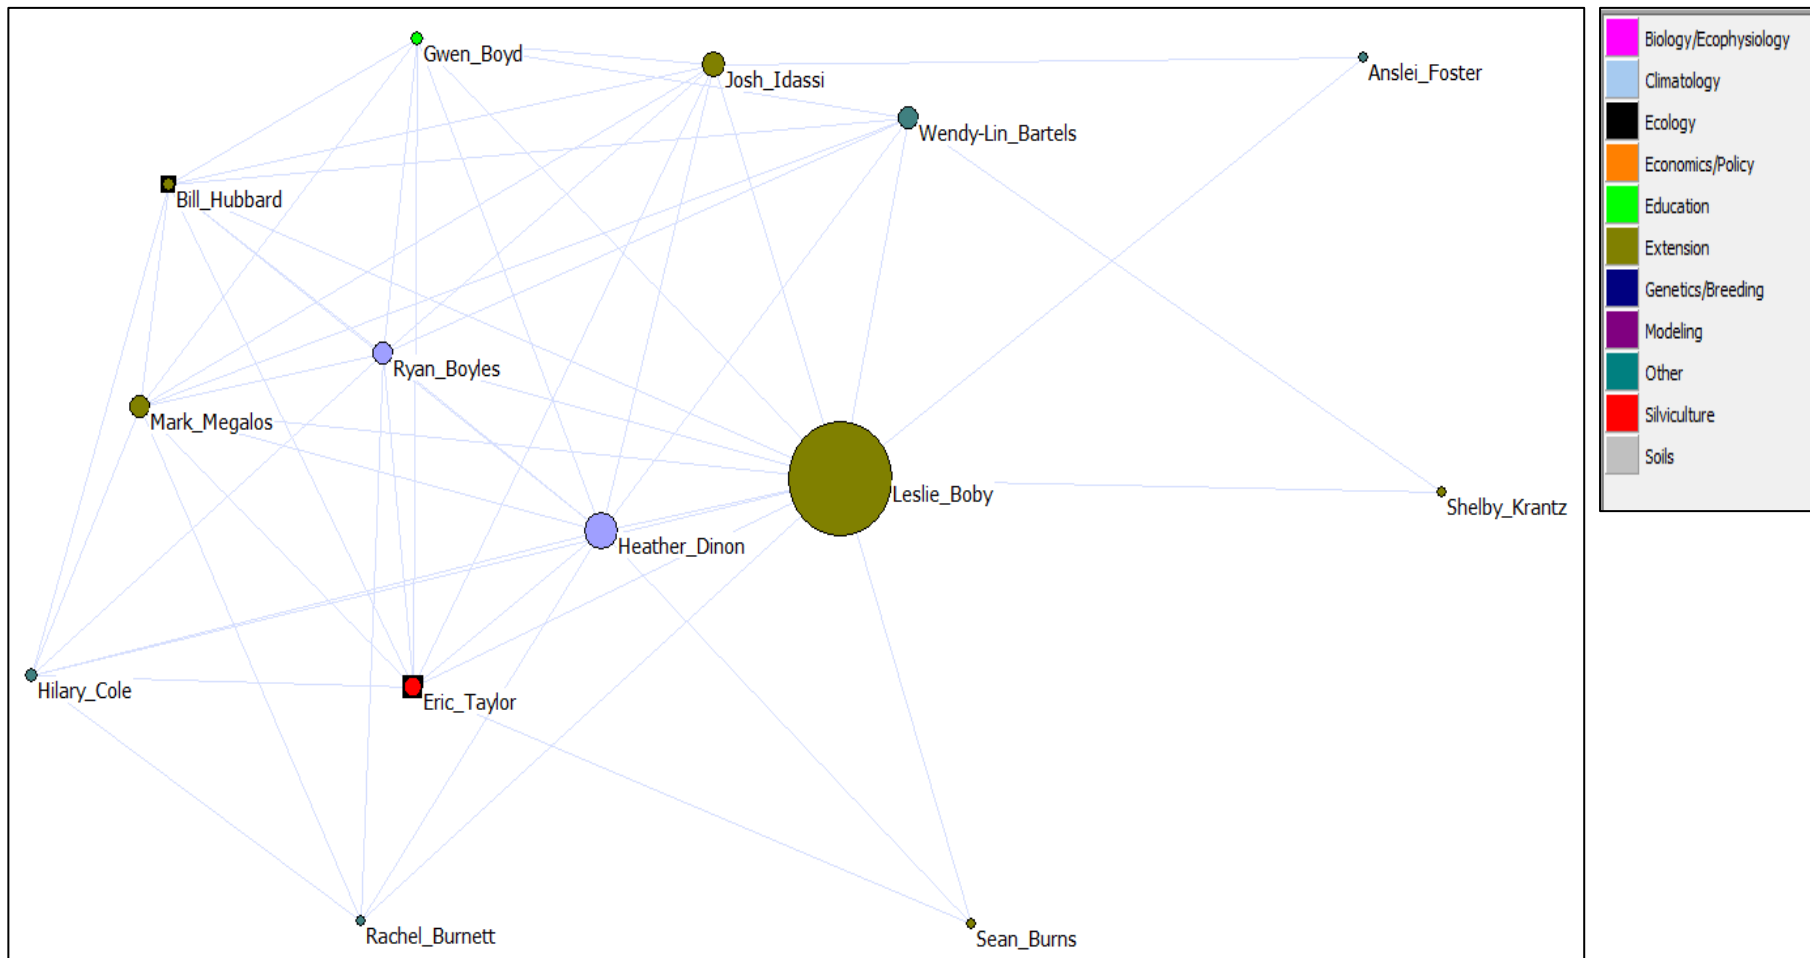 Gwen_Boyd
Josh_Idassi
Anslei_Foster
Wendy-Lin_Bartels
Bill_Hubbard
Ryan_Boyles
Mark_Megalos
Leslie_Boby
Shelby_Krantz
Heather_Dinon
Hilary_Cole
Eric_Taylor
Rachel_Burnett
Sean_Burns
Biology/Ecophysiology
Climatology
Ecology
Economics/Policy
Education
Extension
Genetics/Breeding
Modeling
Other
Silviculture
Soils